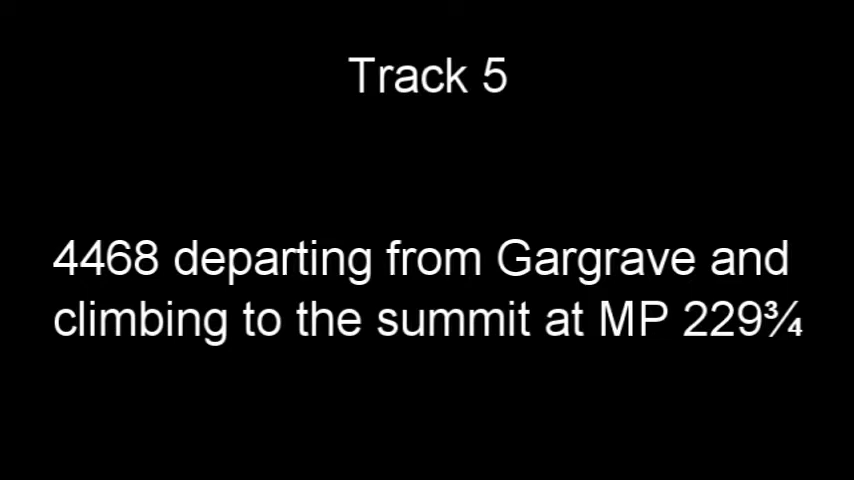 Track 5
4468 departing from Gargrave and
climbing to the summit at MP 229¾